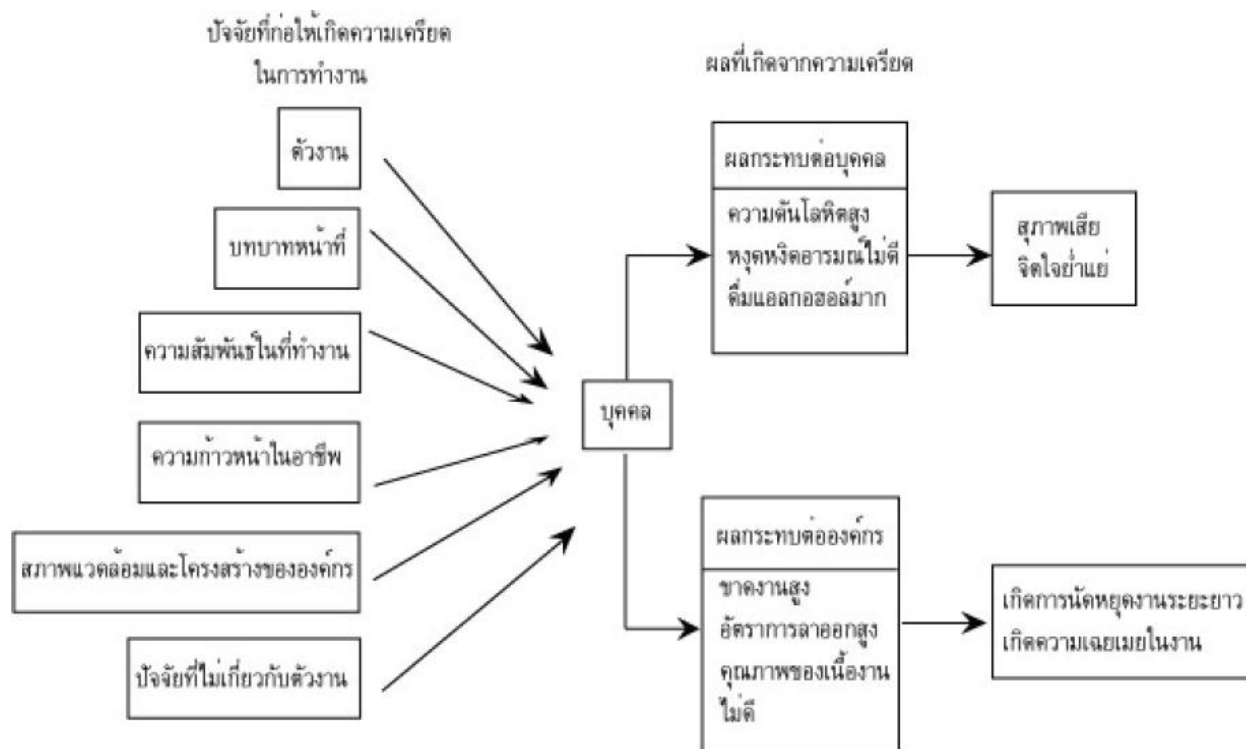 ปัจจัยที่ก่อให้เกิดความเครียด
ในการทำงาน
ตัวงาน
บทบาทหน้าที่
ความสัมพันธ์ในที่ทำงาน
ความก้าวหน้าในอาชีพ
สภาพแวดล้อมและโครงสร้างขององค์กร
ปัจจัยที่ไม่เกี่ยวกับตัวงาน
บุคคล
ผลที่เกิดจากความเครียด
ผลกระทบต่อบุคคล
ความดันโลหิตสูง
หงุดหงิดอารมณ์ไม่ดี
ดื่มแอลกอฮอล์มาก
สุภาพเสีย
จิตใจย่ำแย่
ผลกระทบต่อองค์กร
ขาดงานสูง
อัตราการลาออกสูง
คุณภาพของเนื้องาน
ไม่ดี
เกิดการนัดหยุดงานระยะยาว
เกิดความเฉยเมยในงาน